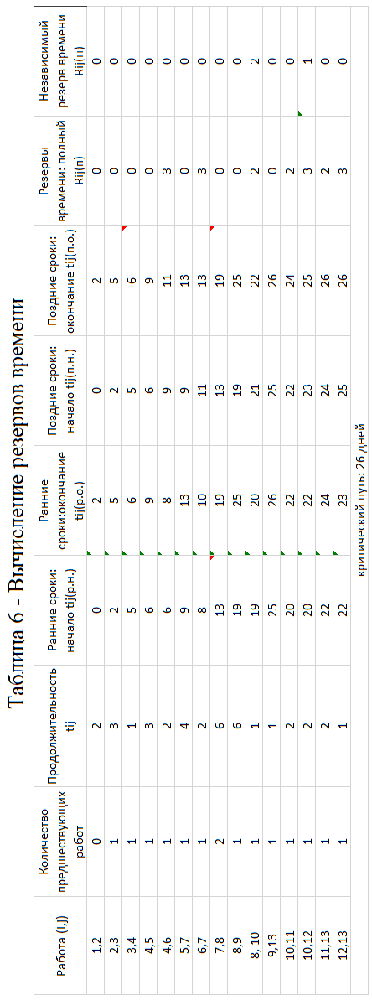 Таблица 6 - Вычисление резервов времени
Работа (I,j) Количество предшествующих работ Продолжительность tij Ранние сроки: начало tij(р.н.) Ранние сроки:окончание tij(р.о.) Поздние сроки: начало tij(п.н.) Поздние сроки: окончание tij(п.о.) Резервы времени: полный Rij(п) Независимый резерв времени Rij(н)
1,2 0 2 0 2 0 2 0 0
2,3 1 3 2 5 2 5 0 0
3,4 1 1 5 6 5 6 0 0
4,5 1 3 6 9 6 9 0 0
4,6 1 2 6 8 9 11 3 0
5,7 1 4 9 13 9 13 0 0
6,7 1 2 8 10 11 13 3 0
7,8 2 6 13 19 13 19 0 0
8,9 1 6 19 25 19 25 0 0
8, 10 1 1 19 20 21 22 2 2
9,13 1 1 25 26 25 26 0 0
10,11 1 2 20 22 22 24 2 0
10,12 1 2 20 22 23 25 3 1
11,13 1 2 22 24 24 26 2 0
12,13 1 1 22 23 25 26 3 0
критический путь: 26 дней